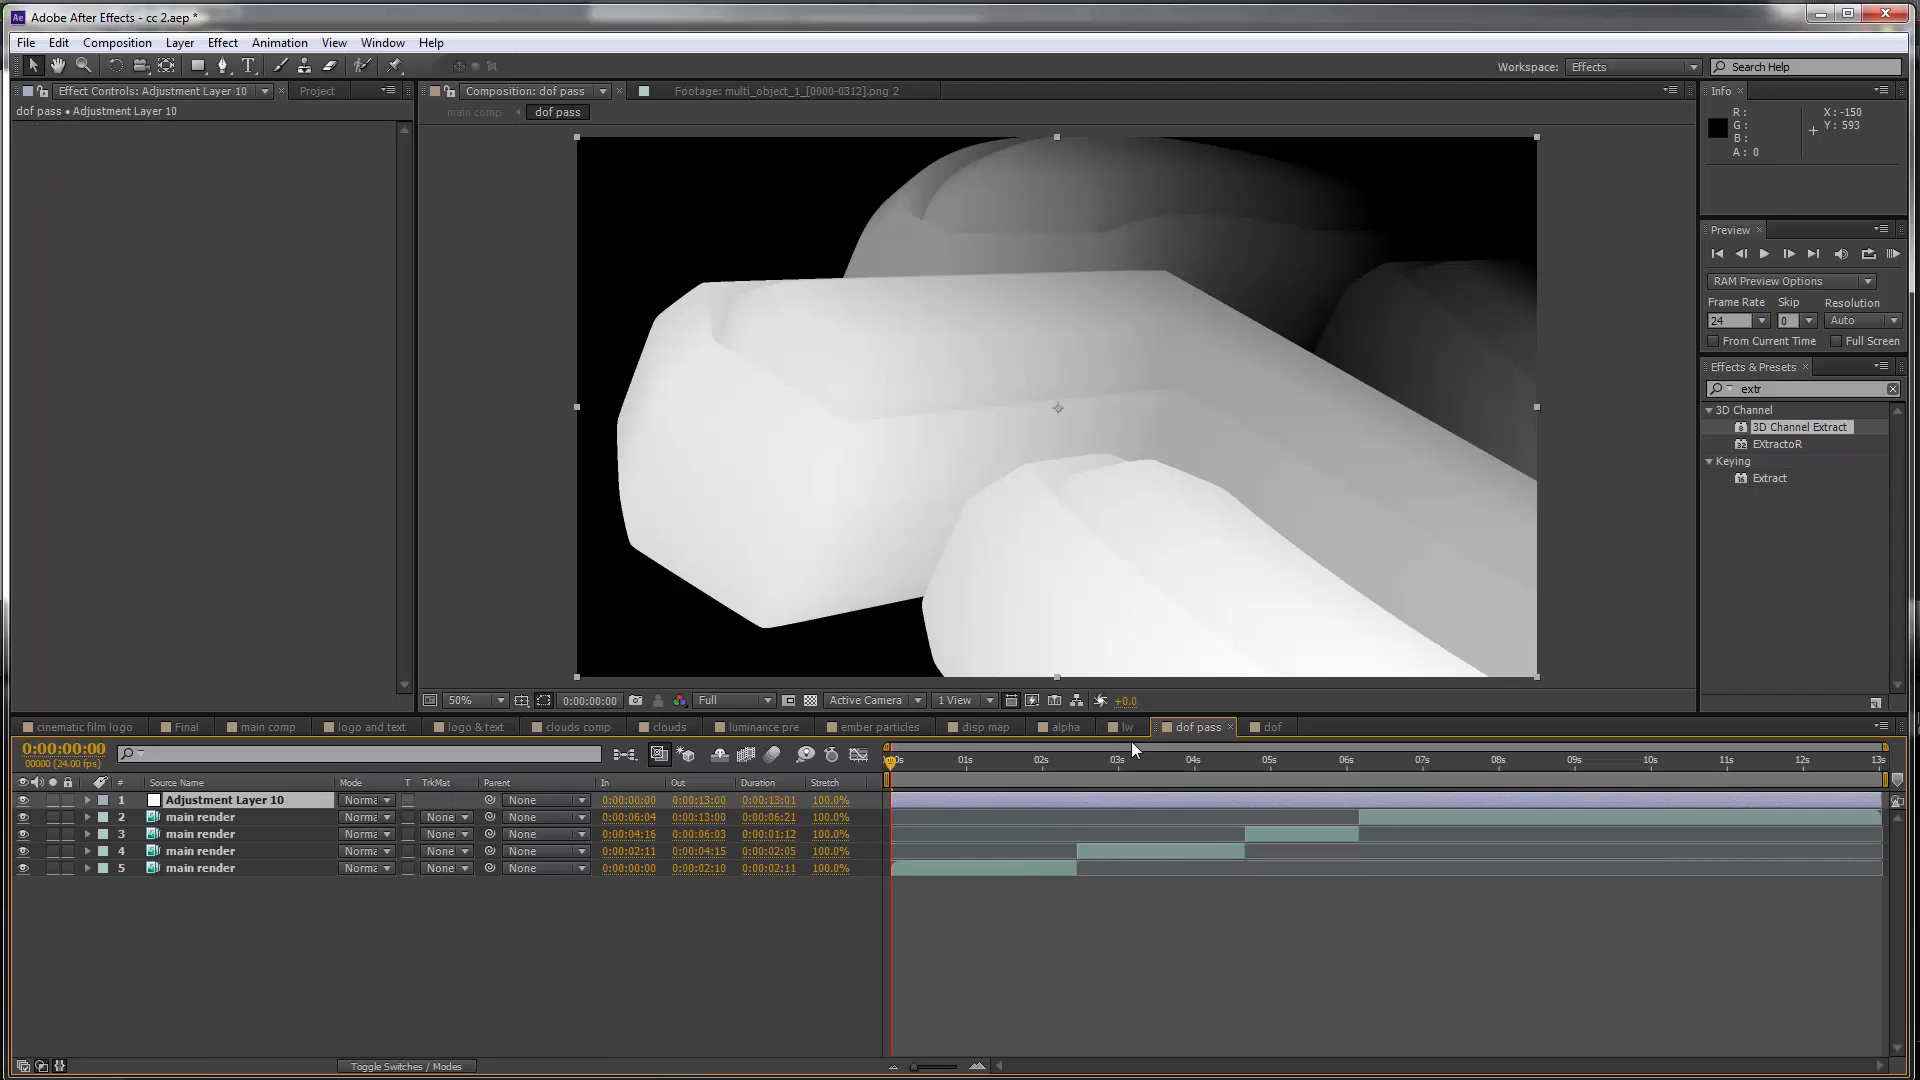 Adobe After Effects - cc 2.aep *
File Edit Composition Layer Effect Animation View Window Help
Workspace: Effects Search Help
Effect Controls: Adjustment Layer 10 Project
dof pass • Adjustment Layer 10
Composition: dof pass Footage: multi_object_1_[0000-0312].png 2
main comp dof pass
Info
R :
G :
B :
A : 0
X : -150
Y : 593
Preview
RAM Preview Options
Frame Rate Skip Resolution
24 0 Auto
From Current Time Full Screen
Effects & Presets
extr
3D Channel
3D Channel Extract
EXtractoR
Keying
Extract
50% 0:00:00:00 Full Active Camera 1 View +0.0
cinematic film logo Final main comp logo and text logo & text clouds comp clouds luminance pre ember particles disp map alpha lw dof pass dof
0:00:00:00
00000 (24.00 fps)
01s 02s 03s 04s 05s 06s 07s 08s 09s 10s 11s 12s 13s
# Source Name Mode T TrkMat Parent In Out Duration Stretch
1 Adjustment Layer 10 Norma None 0:00:00:00 0:00:13:00 0:00:13:01 100.0%
2 main render Norma None None 0:00:06:04 0:00:13:00 0:00:06:21 100.0%
3 main render Norma None None 0:00:04:16 0:00:06:03 0:00:01:12 100.0%
4 main render Norma None None 0:00:02:11 0:00:04:15 0:00:02:05 100.0%
5 main render Norma None None 0:00:00:00 0:00:02:10 0:00:02:11 100.0%
Toggle Switches / Modes